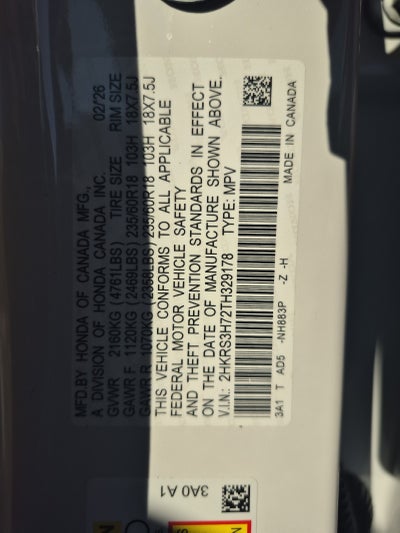 MFD.BY HONDA OF CANADA MFG.,
A DIVISION OF HONDA CANADA INC. 02/26
GVWR 2160KG (4761LBS) TIRE SIZE RIM SIZE
GAWR F 1120KG (2469LBS) 235/60R18 103H 18X7.5J
GAWR R 1070KG (2358LBS) 235/60R18 103H 18X7.5J
THIS VEHICLE CONFORMS TO ALL APPLICABLE
FEDERAL MOTOR VEHICLE SAFETY
AND THEFT PREVENTION STANDARDS IN EFFECT
ON THE DATE OF MANUFACTURE SHOWN ABOVE.
V.I.N.: 2HKRS3H72TH329178 TYPE: MPV
3A1 T AD5 -NH883P -Z -H MADE IN CANADA
3A0 A1